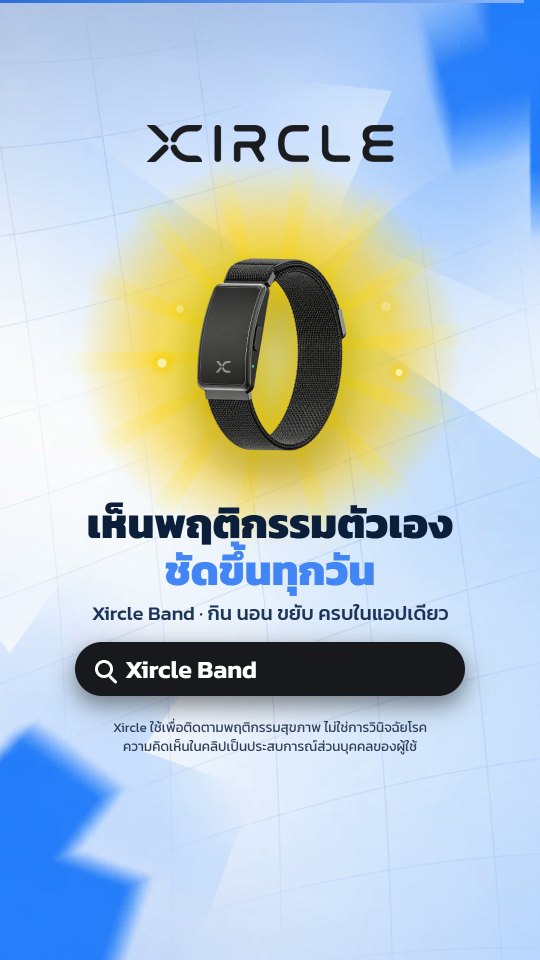 XIRCLE
เห็นพฤติกรรมตัวเอง
ชัดขึ้นทุกวัน
Xircle Band · กิน นอน ขยับ ครบในแอปเดียว
Xircle Band
Xircle ใช้เพื่อติดตามพฤติกรรมสุขภาพ ไม่ใช่การวินิจฉัยโรค
ความคิดเห็นในคลิปเป็นประสบการณ์ส่วนบุคคลของผู้ใช้